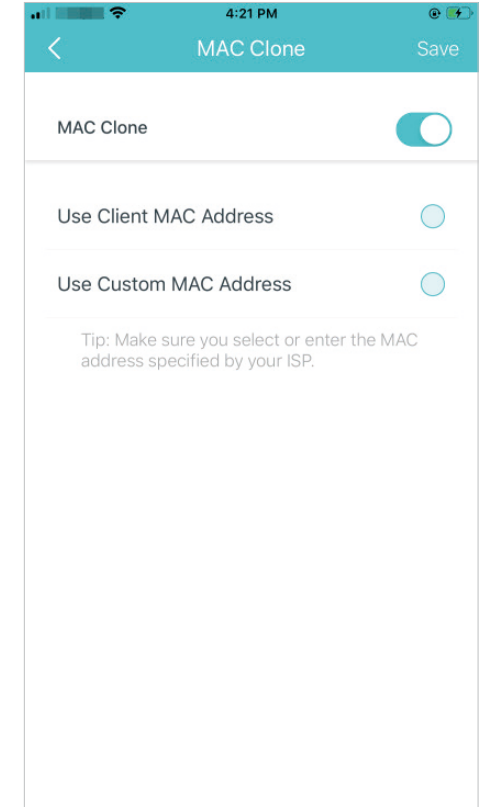 4:21 PM
MAC Clone
Save
MAC Clone
Use Client MAC Address
Use Custom MAC Address
Tip: Make sure you select or enter the MAC
address specified by your ISP.